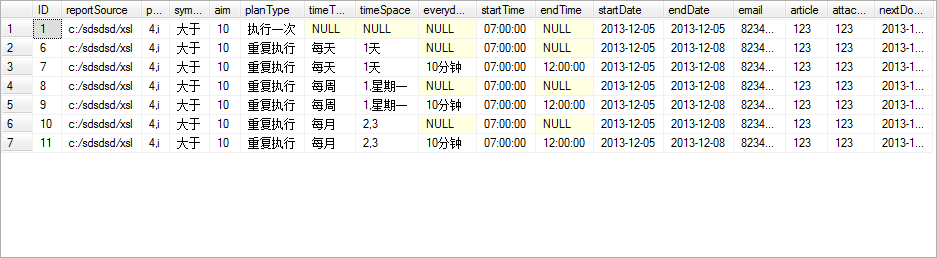 ID reportSource p... sym... aim planType timeT... timeSpace everyd... startTime endTime startDate endDate email article attac... nextDo...
1 1 c:/sdsdsd/xsl 4,i 大于 10 执行一次 NULL NULL NULL 07:00:00 NULL 2013-12-05 2013-12-05 8234... 123 123 2013-1...
2 6 c:/sdsdsd/xsl 4,i 大于 10 重复执行 每天 1天 NULL 07:00:00 NULL 2013-12-05 2013-12-08 8234... 123 123 2013-1...
3 7 c:/sdsdsd/xsl 4,i 大于 10 重复执行 每天 1天 10分钟 07:00:00 12:00:00 2013-12-05 2013-12-08 8234... 123 123 2013-1...
4 8 c:/sdsdsd/xsl 4,i 大于 10 重复执行 每周 1,星期一 NULL 07:00:00 NULL 2013-12-05 2013-12-08 8234... 123 123 2013-1...
5 9 c:/sdsdsd/xsl 4,i 大于 10 重复执行 每周 1,星期一 10分钟 07:00:00 12:00:00 2013-12-05 2013-12-08 8234... 123 123 2013-1...
6 10 c:/sdsdsd/xsl 4,i 大于 10 重复执行 每月 2,3 NULL 07:00:00 NULL 2013-12-05 2013-12-08 8234... 123 123 2013-1...
7 11 c:/sdsdsd/xsl 4,i 大于 10 重复执行 每月 2,3 10分钟 07:00:00 12:00:00 2013-12-05 2013-12-08 8234... 123 123 2013-1...